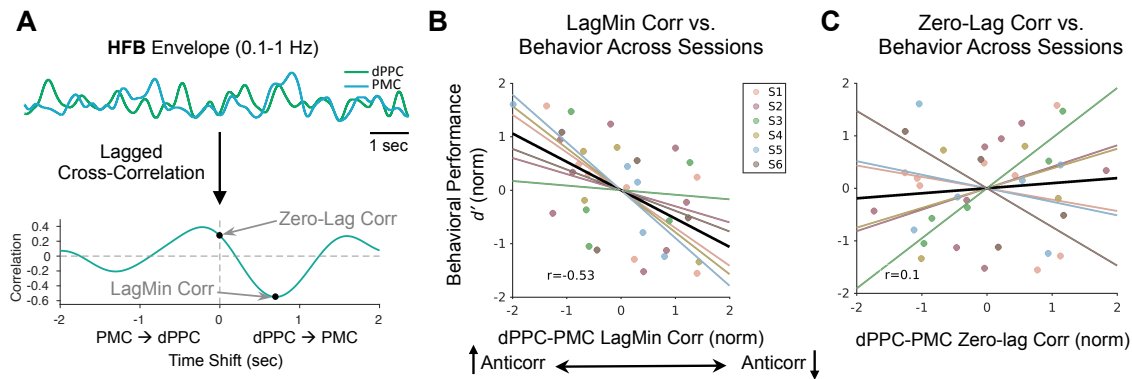 A
HFB Envelope (0.1-1 Hz)
dPPC
PMC
1 sec
Lagged
Cross-Correlation
Zero-Lag Corr
LagMin Corr
Correlation
0.4
0.2
0
-0.2
-0.4
-0.6
-2
-1
0
1
2
PMC → dPPC
dPPC → PMC
Time Shift (sec)
B
LagMin Corr vs.
Behavior Across Sessions
Behavioral Performance
d′ (norm)
2
1
0
-1
-2
S1
S2
S3
S4
S5
S6
r=-0.53
-2
-1
0
1
2
dPPC-PMC LagMin Corr (norm)
Anticorr
Anticorr
C
Zero-Lag Corr vs.
Behavior Across Sessions
2
1
0
-1
-2
r=0.1
-2
-1
0
1
2
dPPC-PMC Zero-lag Corr (norm)